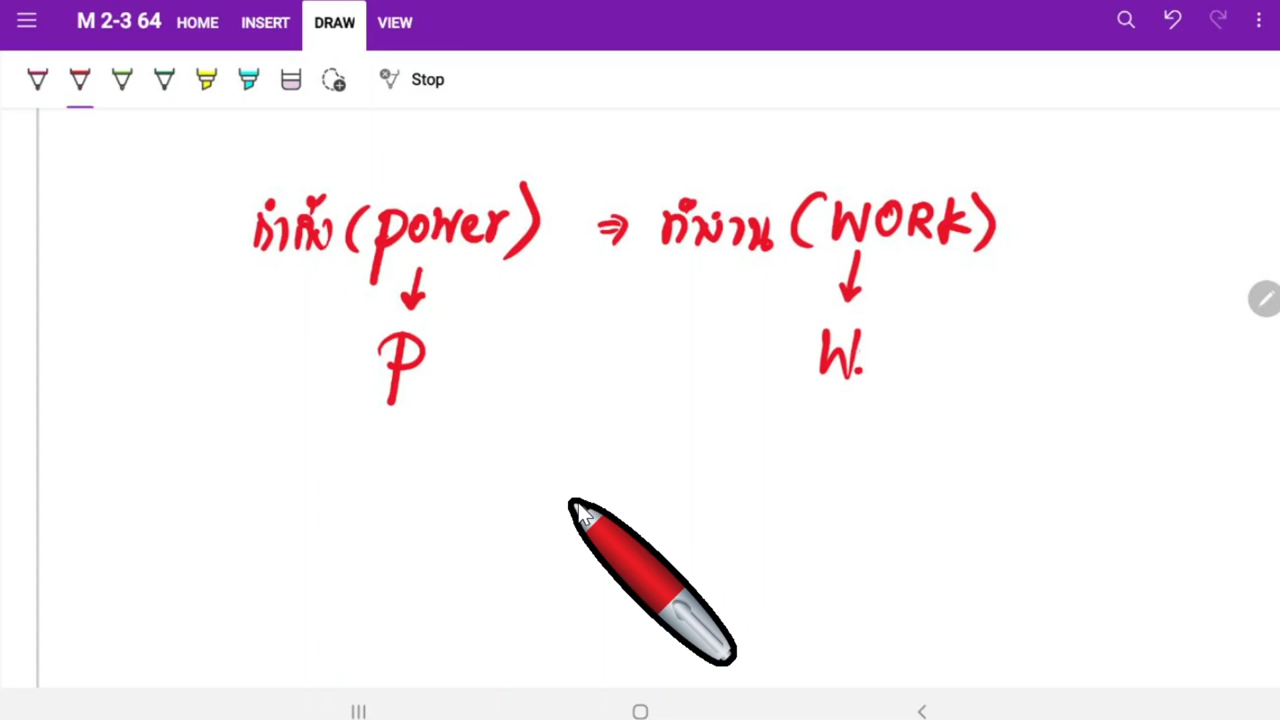 M 2-3 64 HOME INSERT DRAW VIEW
Stop
กำลัง (power) ⇒ ทำงาน (WORK)
↓ ↓
P W.